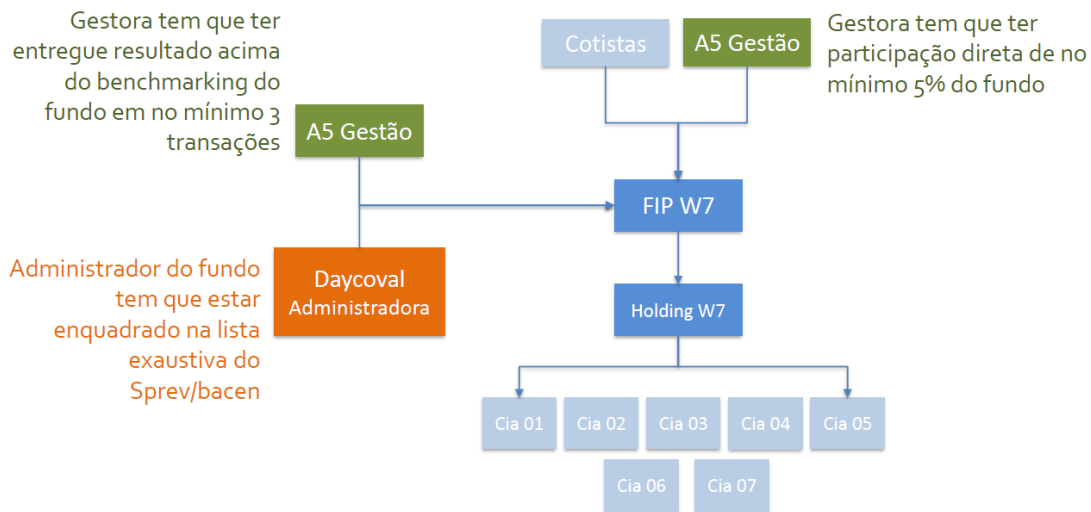 Gestora tem que ter
entregue resultado acima
do benchmarking do
fundo em no mínimo 3
transações
Cotistas
A5 Gestão
Gestora tem que ter
participação direta de no
mínimo 5% do fundo
A5 Gestão
FIP W7
Administrador do fundo
tem que estar
enquadrado na lista
exaustiva do
Sprev/bacen
Daycoval
Administradora
Holding W7
Cia 01
Cia 02
Cia 03
Cia 04
Cia 05
Cia 06
Cia 07